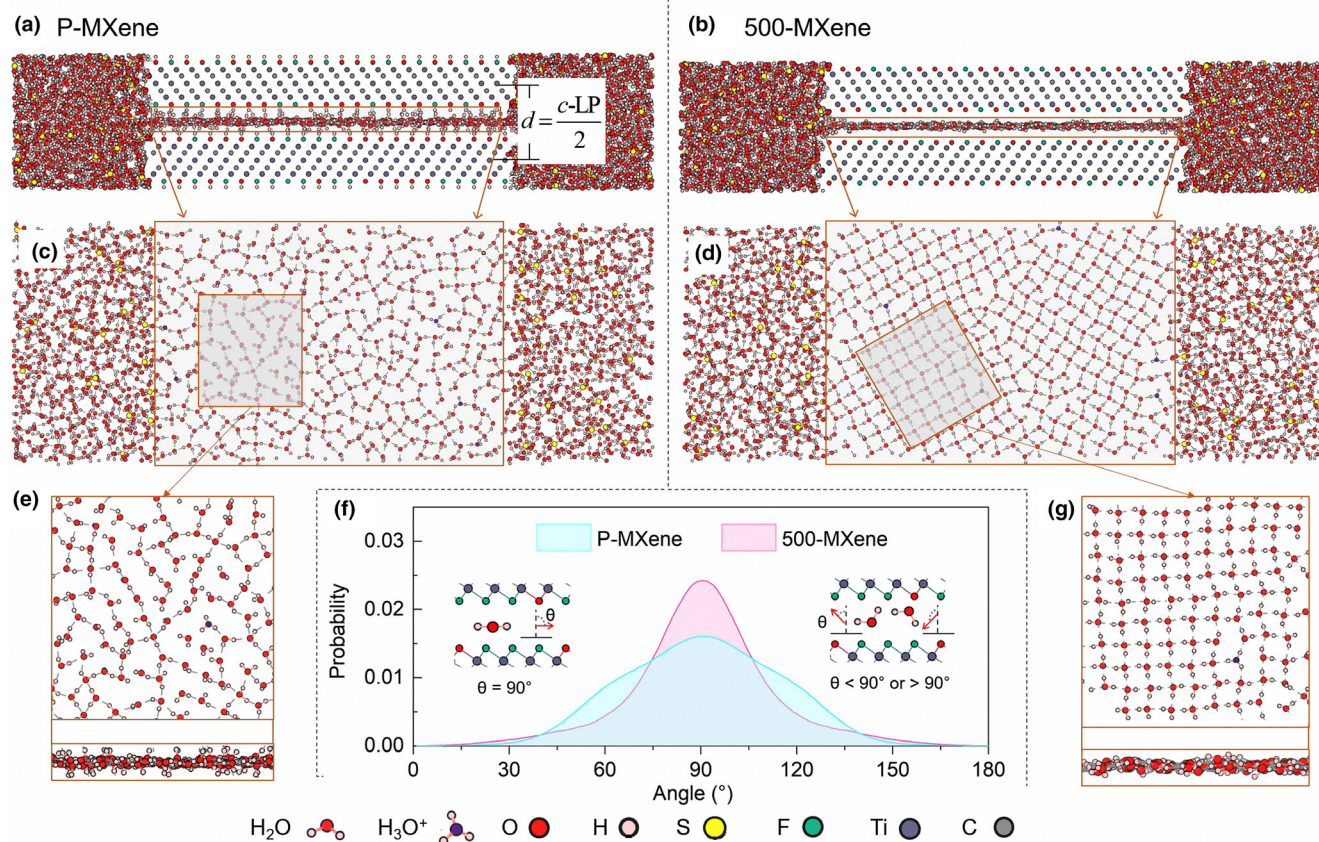 (a) P-MXene
(b) 500-MXene
d = c-LP / 2
(c)
(d)
(e)
(f)
(g)
P-MXene 500-MXene
0.03
0.02
0.01
0.00
Probability
θ
θ = 90°
θ
θ < 90° or > 90°
0 30 60 90 120 150 180
Angle (°)
H₂O H₃O⁺ O H S F Ti C